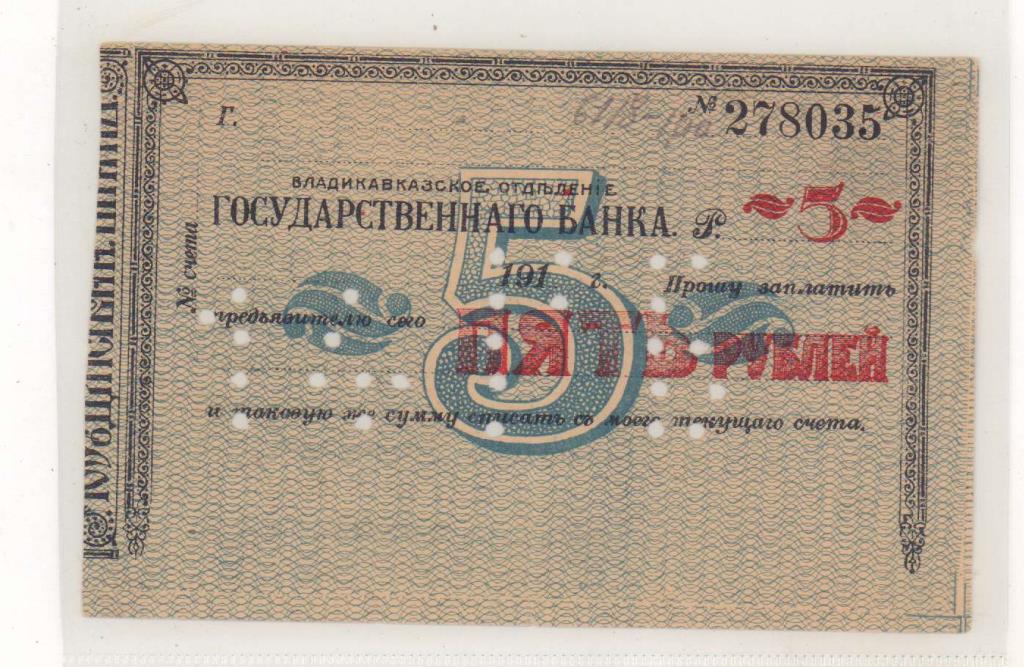 Г.
№ 278035
ВЛАДИКАВКАЗСКОЕ ОТДѢЛЕНІЕ
ГОСУДАРСТВЕННАГО БАНКА. Р. 5
5
№ счета
191 г. Прошу заплатить
предъявителю сего ПЯТЬ РУБЛЕЙ
и таковую же сумму списать съ моего текущаго счета.